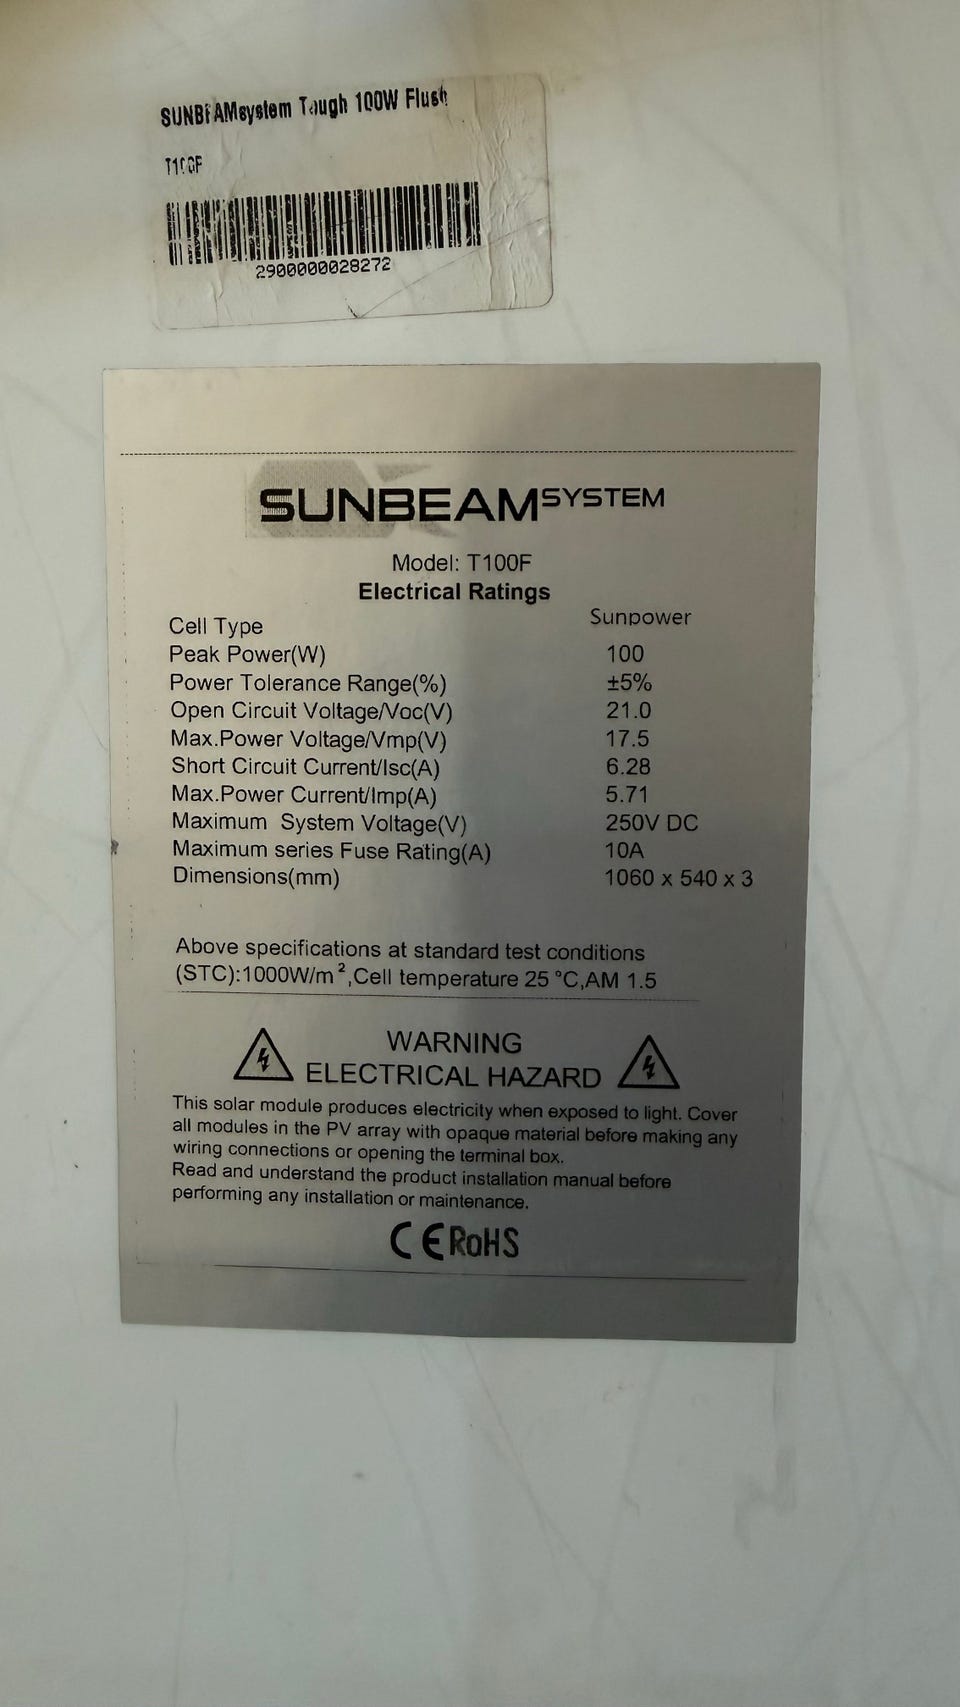 SUNBEAMsystem Tough 100W Flush
T100F
2900000028272
SUNBEAMSYSTEM
Model: T100F
Electrical Ratings
Cell Type Sunpower
Peak Power(W) 100
Power Tolerance Range(%) ±5%
Open Circuit Voltage/Voc(V) 21.0
Max.Power Voltage/Vmp(V) 17.5
Short Circuit Current/Isc(A) 6.28
Max.Power Current/Imp(A) 5.71
Maximum System Voltage(V) 250V DC
Maximum series Fuse Rating(A) 10A
Dimensions(mm) 1060 x 540 x 3
Above specifications at standard test conditions
(STC):1000W/m²,Cell temperature 25 °C,AM 1.5
WARNING
ELECTRICAL HAZARD
This solar module produces electricity when exposed to light. Cover
all modules in the PV array with opaque material before making any
wiring connections or opening the terminal box.
Read and understand the product installation manual before
performing any installation or maintenance.
CE RoHS